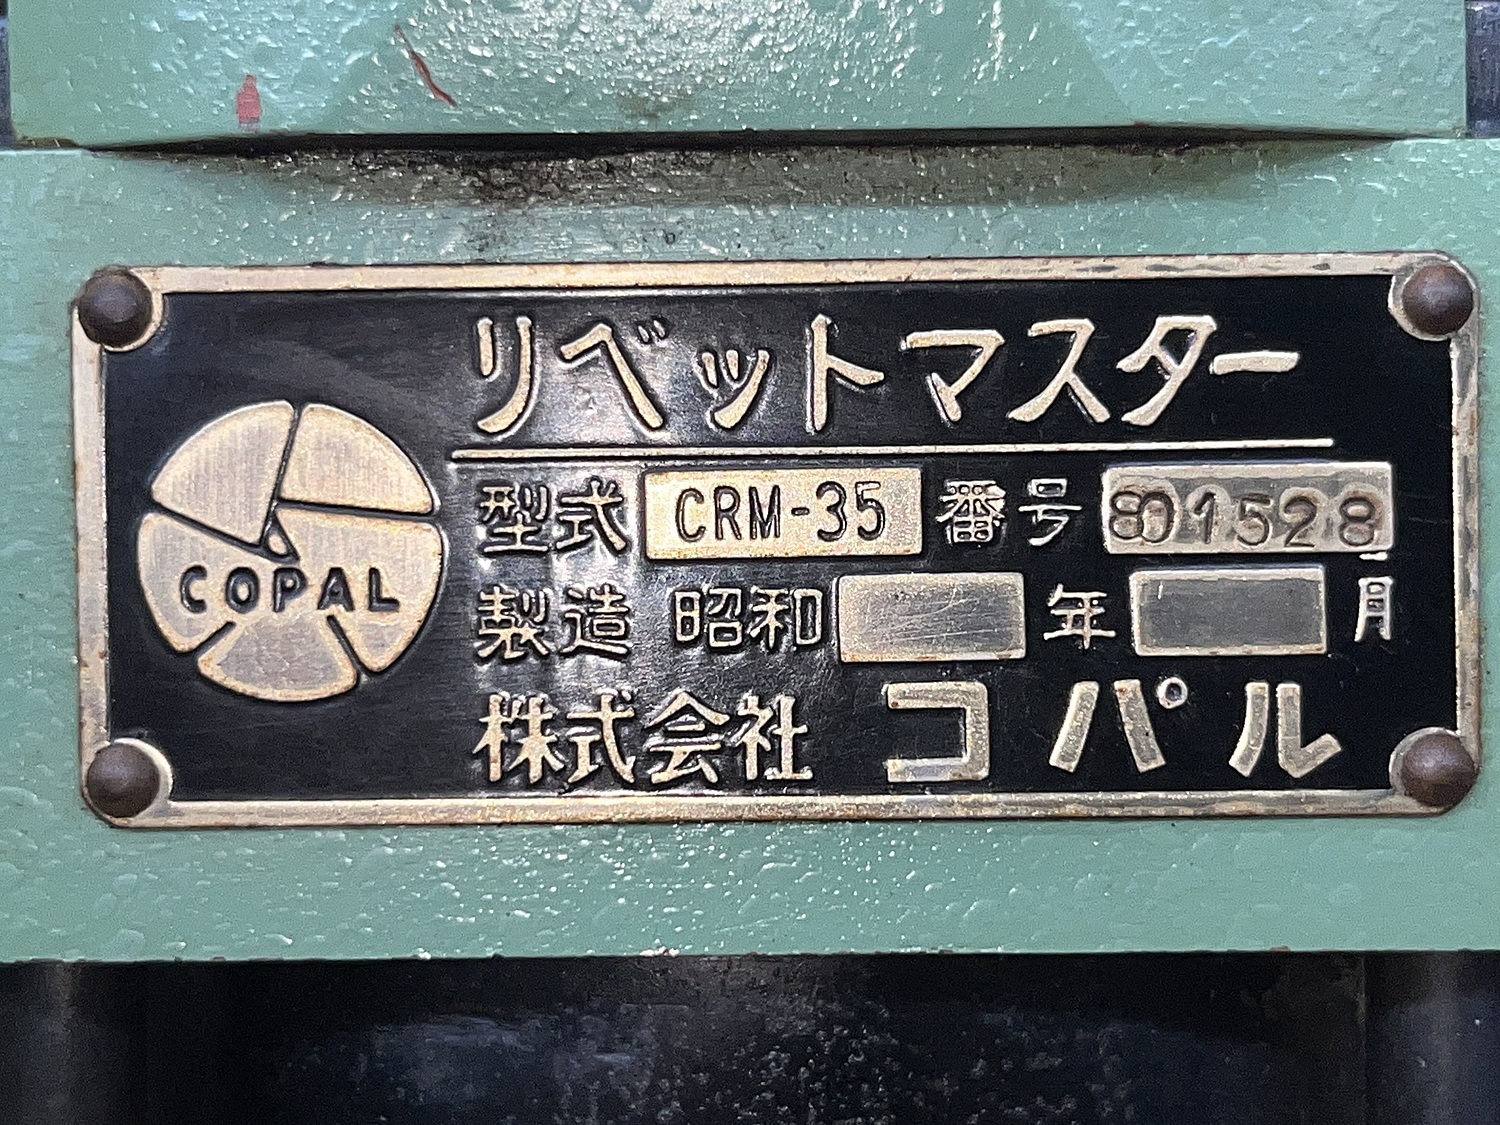 リベットマスター
COPAL
型式 CRM-35 番号 801528
製造 昭和 年 月
株式会社 コパル